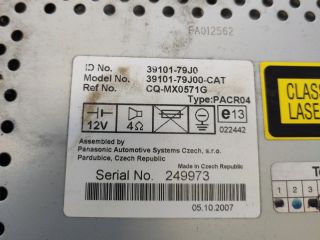 PA012562
ID No. 39101-79J0
Model No. 39101-79J00-CAT
Ref No. CQ-MX0571G
Type:PACR04
12V 4Ω e13
022442
Assembled by
Panasonic Automotive Systems Czech, s.r.o.
Pardubice, Czech Republic
Made in Czech Republic
Serial No. 249973
05.10.2007
CLASS
LASE
To
1 2 3